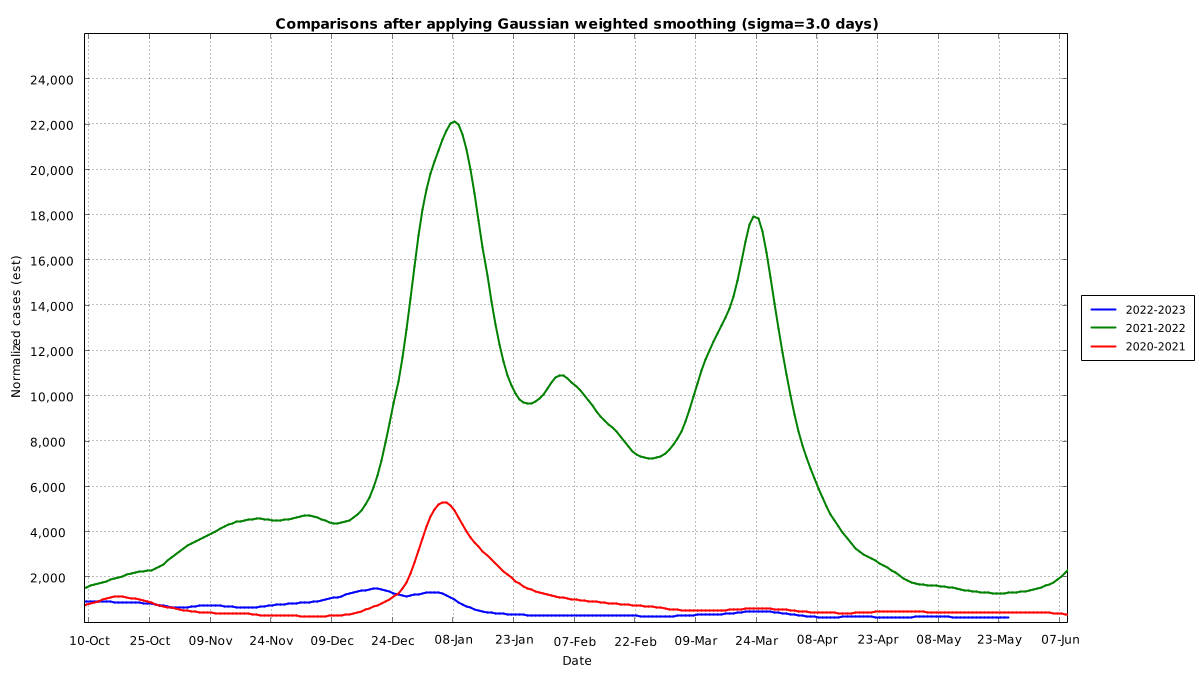 Comparisons after applying Gaussian weighted smoothing (sigma=3.0 days)
24,000
22,000
20,000
18,000
16,000
14,000
12,000
10,000
8,000
6,000
4,000
2,000
Normalized cases (est)
10-Oct
25-Oct
09-Nov
24-Nov
09-Dec
24-Dec
08-Jan
23-Jan
07-Feb
22-Feb
09-Mar
24-Mar
08-Apr
23-Apr
08-May
23-May
07-Jun
Date
2022-2023
2021-2022
2020-2021